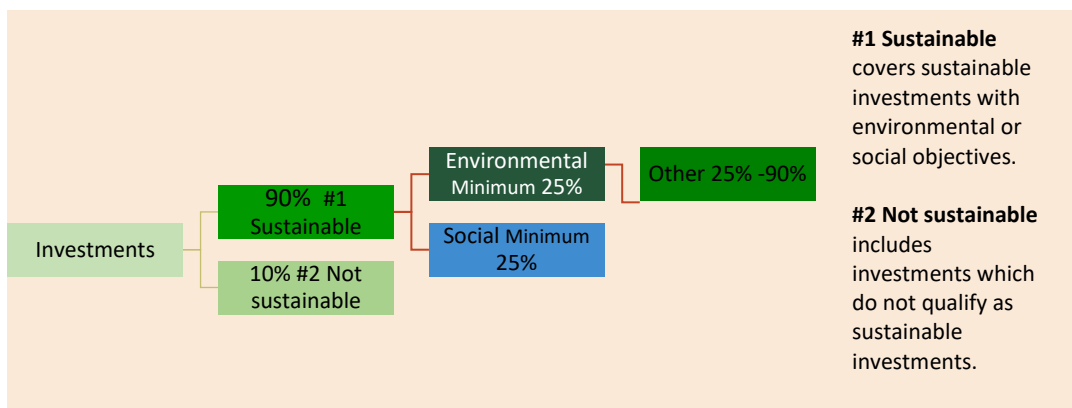 Investments
90% #1
Sustainable
10% #2 Not
sustainable
Environmental
Minimum 25%
Social Minimum
25%
Other 25% -90%
#1 Sustainable
covers sustainable
investments with
environmental or
social objectives.
#2 Not sustainable
includes
investments which
do not qualify as
sustainable
investments.